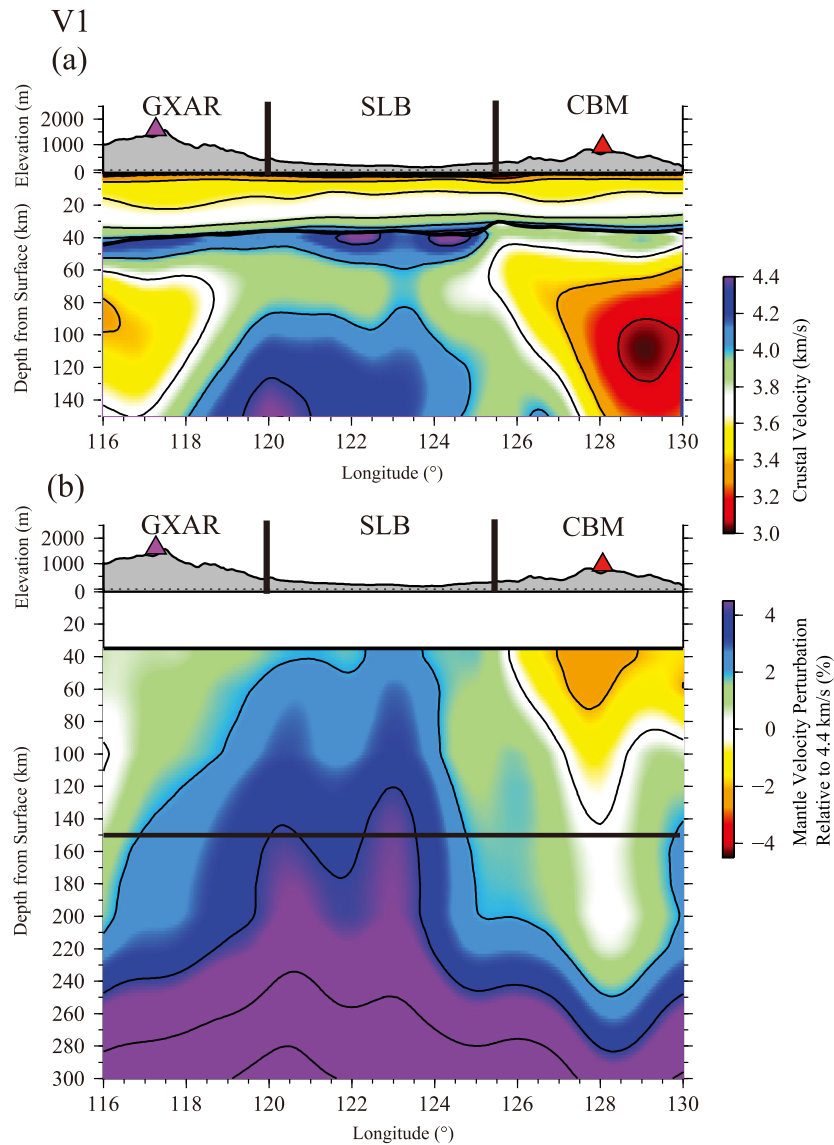 V1
(a)
GXAR SLB CBM
Elevation (m)
2000
1000
0
Depth from Surface (km)
20
40
60
80
100
120
140
116 118 120 122 124 126 128 130
Longitude (°)
4.4
4.2
4.0
3.8
3.6
3.4
3.2
3.0
Crustal Velocity (km/s)
(b)
GXAR SLB CBM
Elevation (m)
2000
1000
0
Depth from Surface (km)
20
40
60
80
100
120
140
160
180
200
220
240
260
280
300
116 118 120 122 124 126 128 130
Longitude (°)
4
2
0
−2
−4
Mantle Velocity Perturbation
Relative to 4.4 km/s (%)